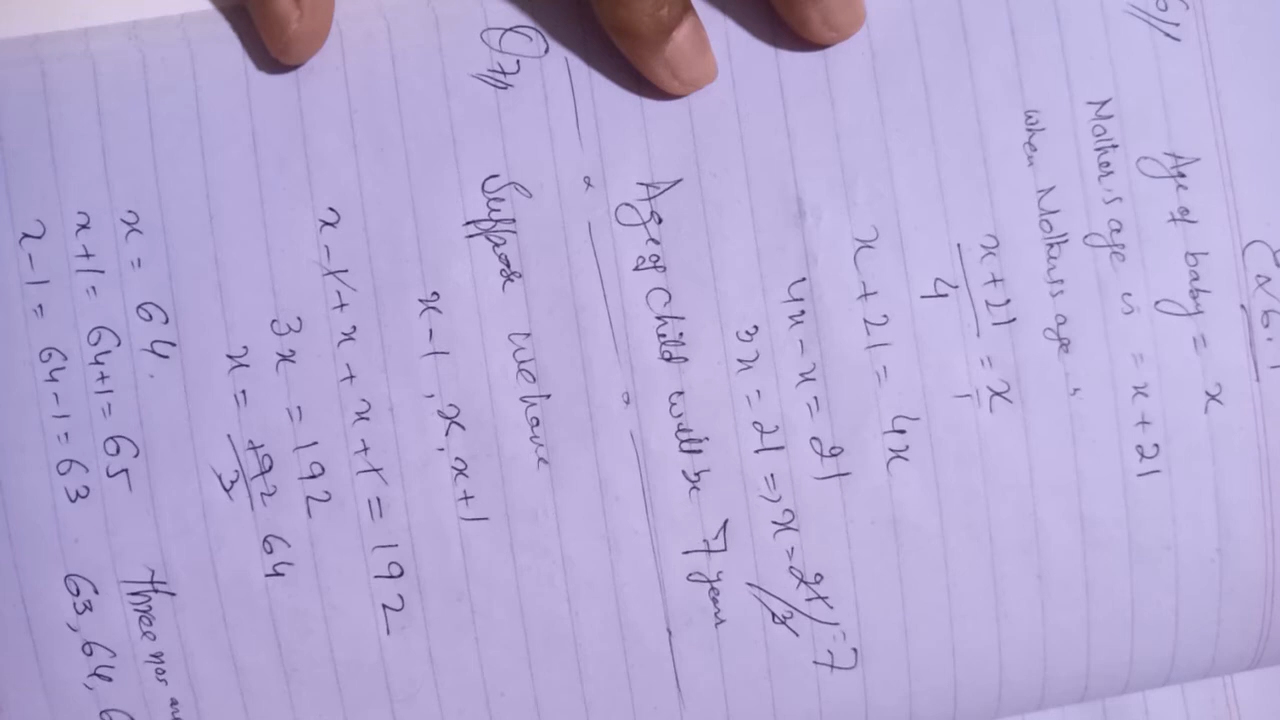 Ex 6.1
6//
Age of baby = x
Mother's age is = x + 21
when Mother's age
x+21/4 = x/1
x + 21 = 4x
4x - x = 21
3x = 21 => x = 21/3 = 7
Age of child will be 7 years
Q7// Suppose we have
x-1, x, x+1
x-1+x+x+1 = 192
3x = 192
x = 192/3 64
x = 64.
x+1 = 64+1 = 65 Three nos are
x-1 = 64-1 = 63 63, 64, 6